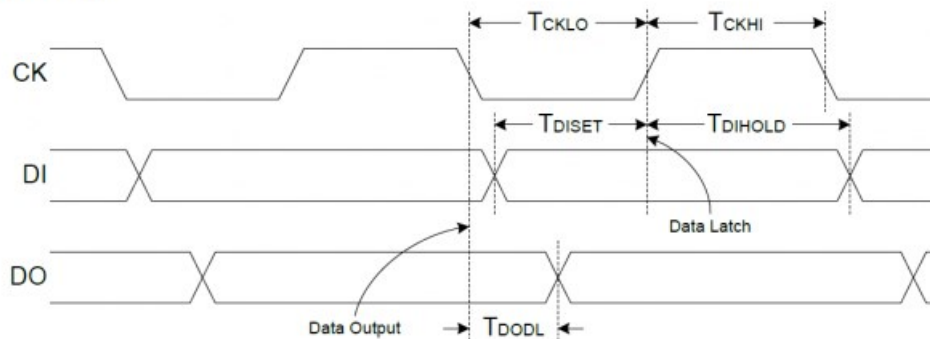 TCKLO TCKHI
CK
TDISET TDIHOLD
DI
Data Latch
DO
Data Output TDODL